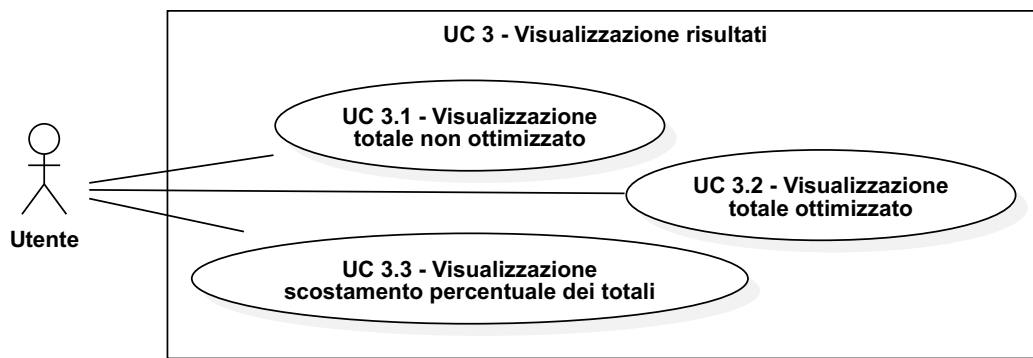 UC 3 - Visualizzazione risultati
UC 3.1 - Visualizzazione
totale non ottimizzato
UC 3.2 - Visualizzazione
totale ottimizzato
Utente
UC 3.3 - Visualizzazione
scostamento percentuale dei totali